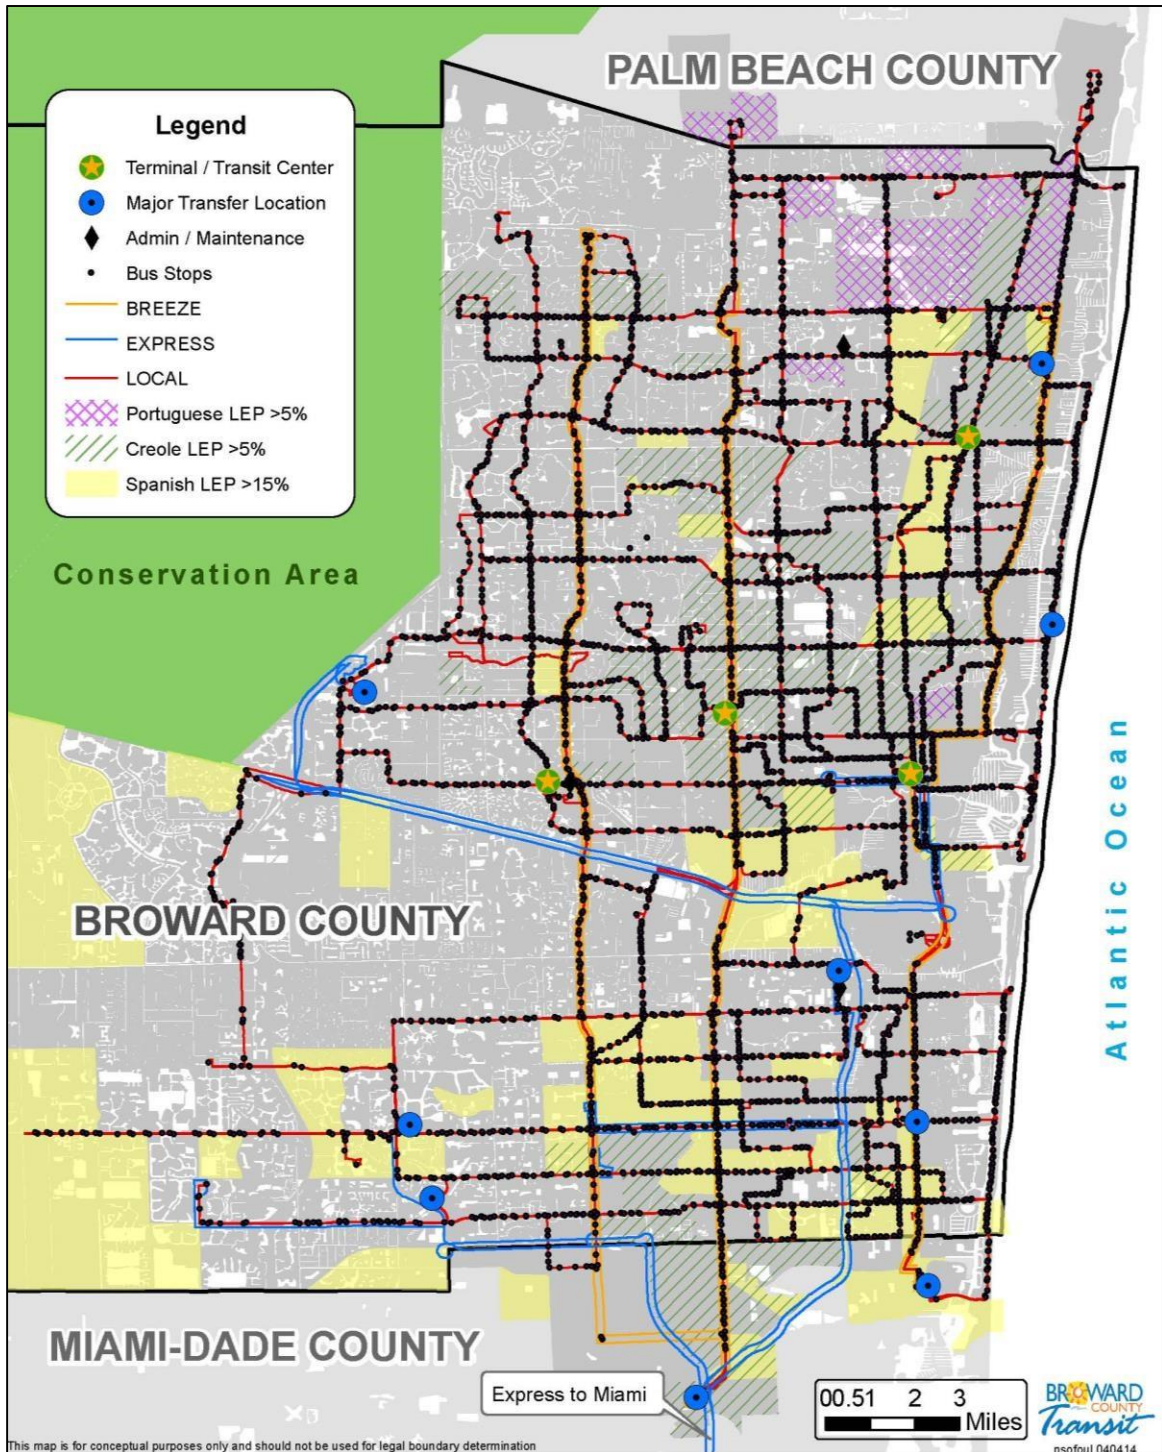 PALM BEACH COUNTY
Legend
Terminal / Transit Center
Major Transfer Location
Admin / Maintenance
Bus Stops
BREEZE
EXPRESS
LOCAL
Portuguese LEP >5%
Creole LEP >5%
Spanish LEP >15%
Conservation Area
Atlantic Ocean
BROWARD COUNTY
MIAMI-DADE COUNTY
Express to Miami
00.51 2 3
Miles
BROWARD
COUNTY
Transit
This map is for conceptual purposes only and should not be used for legal boundary determination
nsofoul 040414